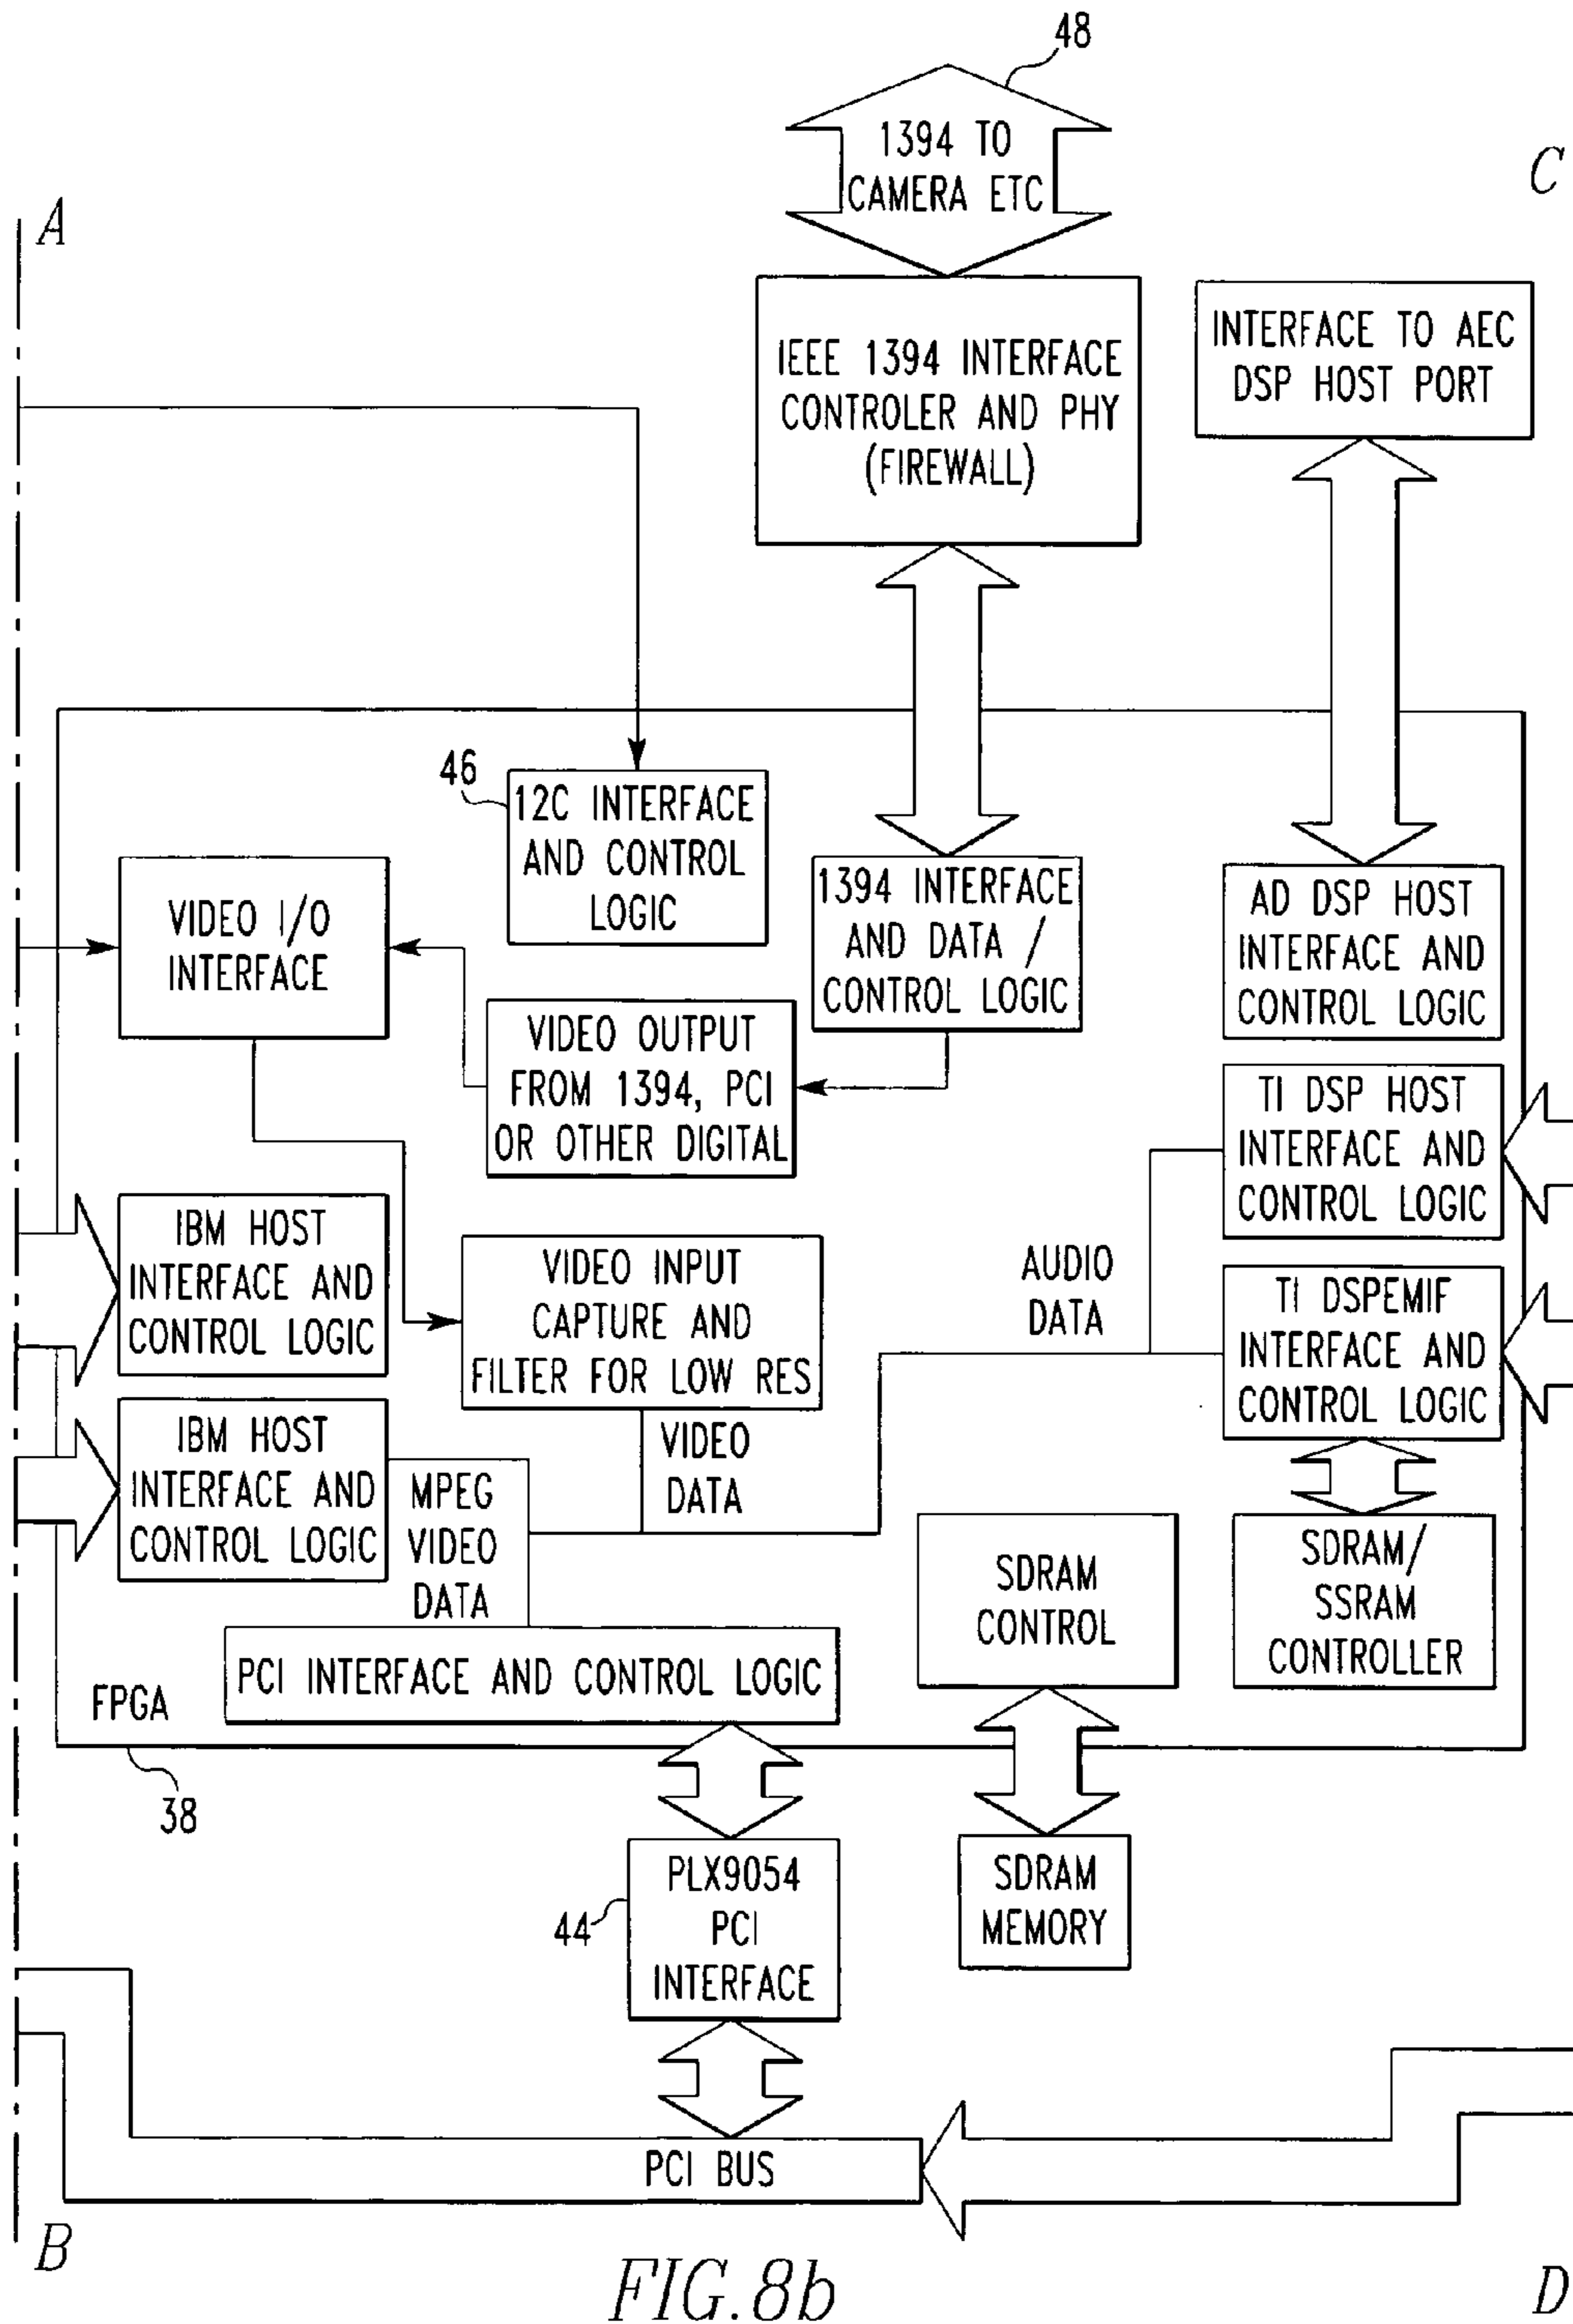 48
1394 TO
CAMERA ETC
C
A
IEEE 1394 INTERFACE
CONTROLER AND PHY
(FIREWALL)
INTERFACE TO AEC
DSP HOST PORT
46
12C INTERFACE
AND CONTROL
LOGIC
VIDEO I/O
INTERFACE
1394 INTERFACE
AND DATA /
CONTROL LOGIC
AD DSP HOST
INTERFACE AND
CONTROL LOGIC
VIDEO OUTPUT
FROM 1394, PCI
OR OTHER DIGITAL
TI DSP HOST
INTERFACE AND
CONTROL LOGIC
IBM HOST
INTERFACE AND
CONTROL LOGIC
VIDEO INPUT
CAPTURE AND
FILTER FOR LOW RES
AUDIO
DATA
TI DSPEMIF
INTERFACE AND
CONTROL LOGIC
IBM HOST
INTERFACE AND
CONTROL LOGIC
MPEG
VIDEO
DATA
VIDEO
DATA
SDRAM
CONTROL
SDRAM/
SSRAM
CONTROLLER
PCI INTERFACE AND CONTROL LOGIC
FPGA
38
44
PLX9054
PCI
INTERFACE
SDRAM
MEMORY
PCI BUS
B
FIG.8b
D